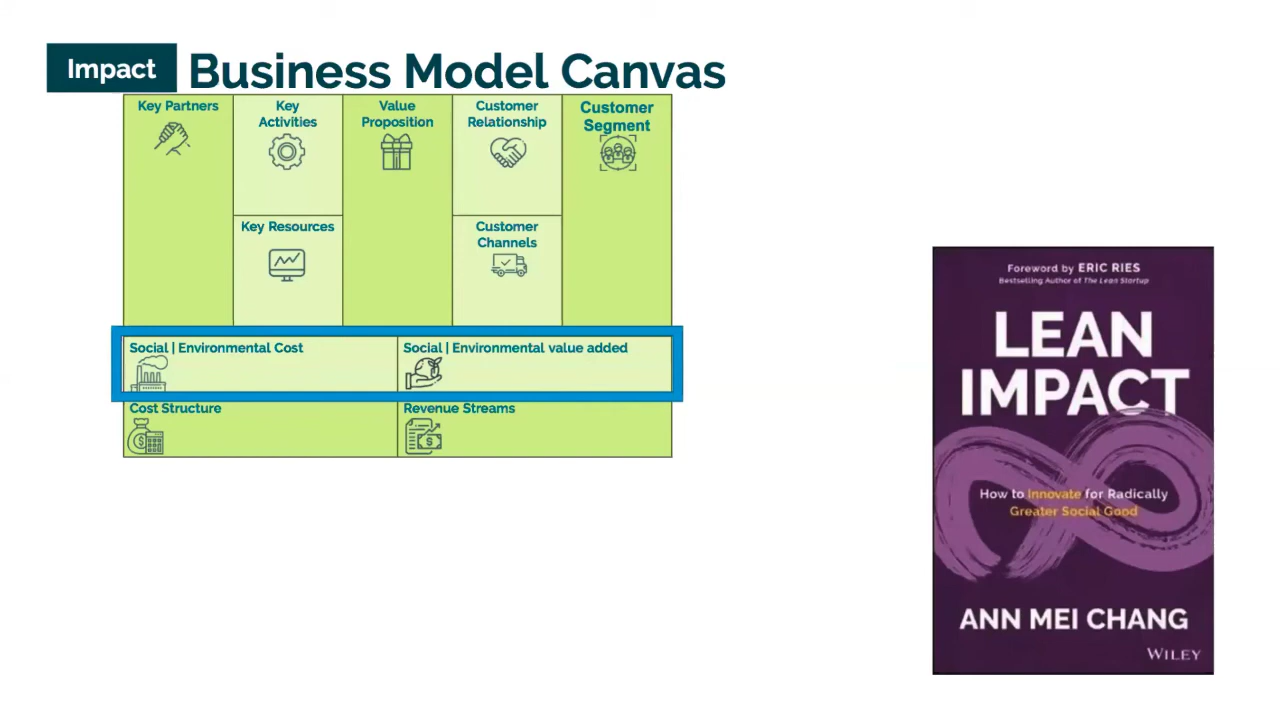 Impact Business Model Canvas
Key Partners
Key
Activities
Value
Proposition
Customer
Relationship
Customer
Segment
Key Resources
Customer
Channels
Social | Environmental Cost
Social | Environmental value added
Cost Structure
Revenue Streams
Foreword by ERIC RIES
Bestselling Author of The Lean Startup
LEAN
IMPACT
How to Innovate for Radically
Greater Social Good
ANN MEI CHANG
WILEY